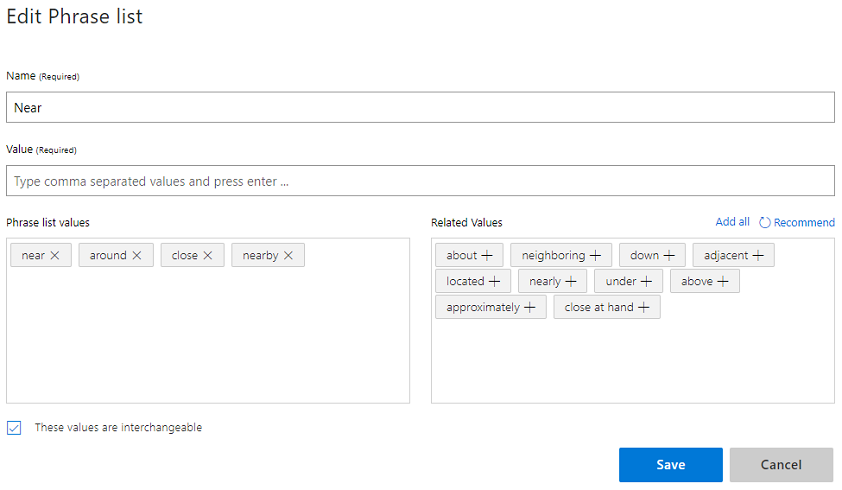 Edit Phrase list
Name (Required)
Near
Value (Required)
Type comma separated values and press enter ...
Phrase list values
near
around
close
nearby
Related Values
Add all
Recommend
about
neighboring
down
adjacent
located
nearly
under
above
approximately
close at hand
These values are interchangeable
Save
Cancel